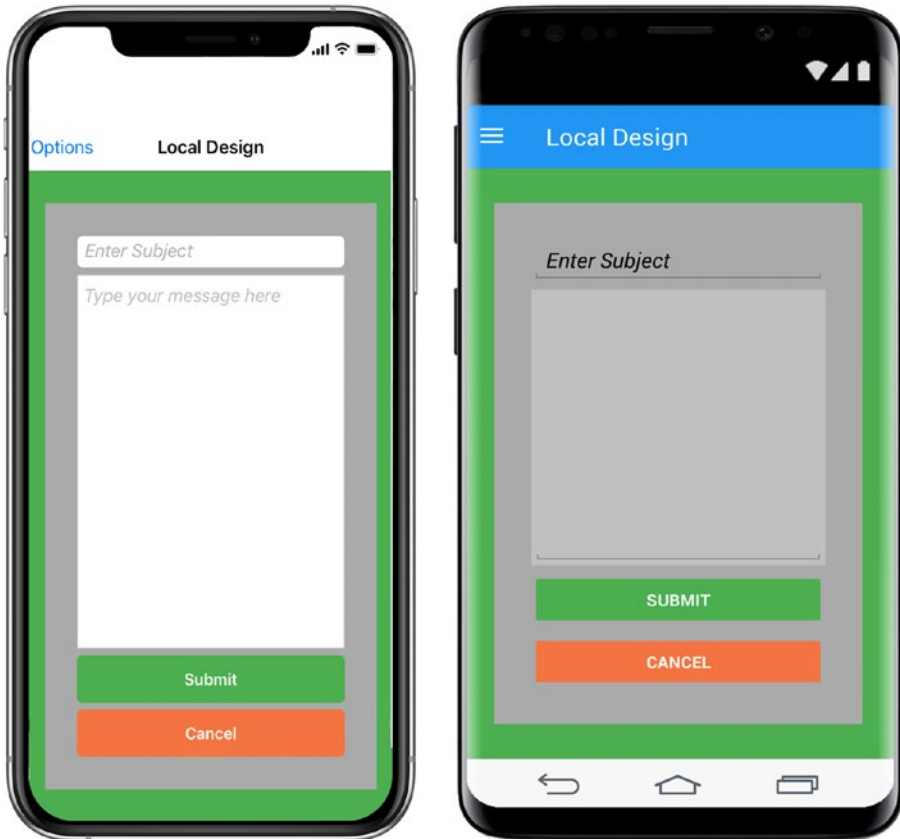 Options
Local Design
Enter Subject
Type your message here
Submit
Cancel
Local Design
Enter Subject
SUBMIT
CANCEL